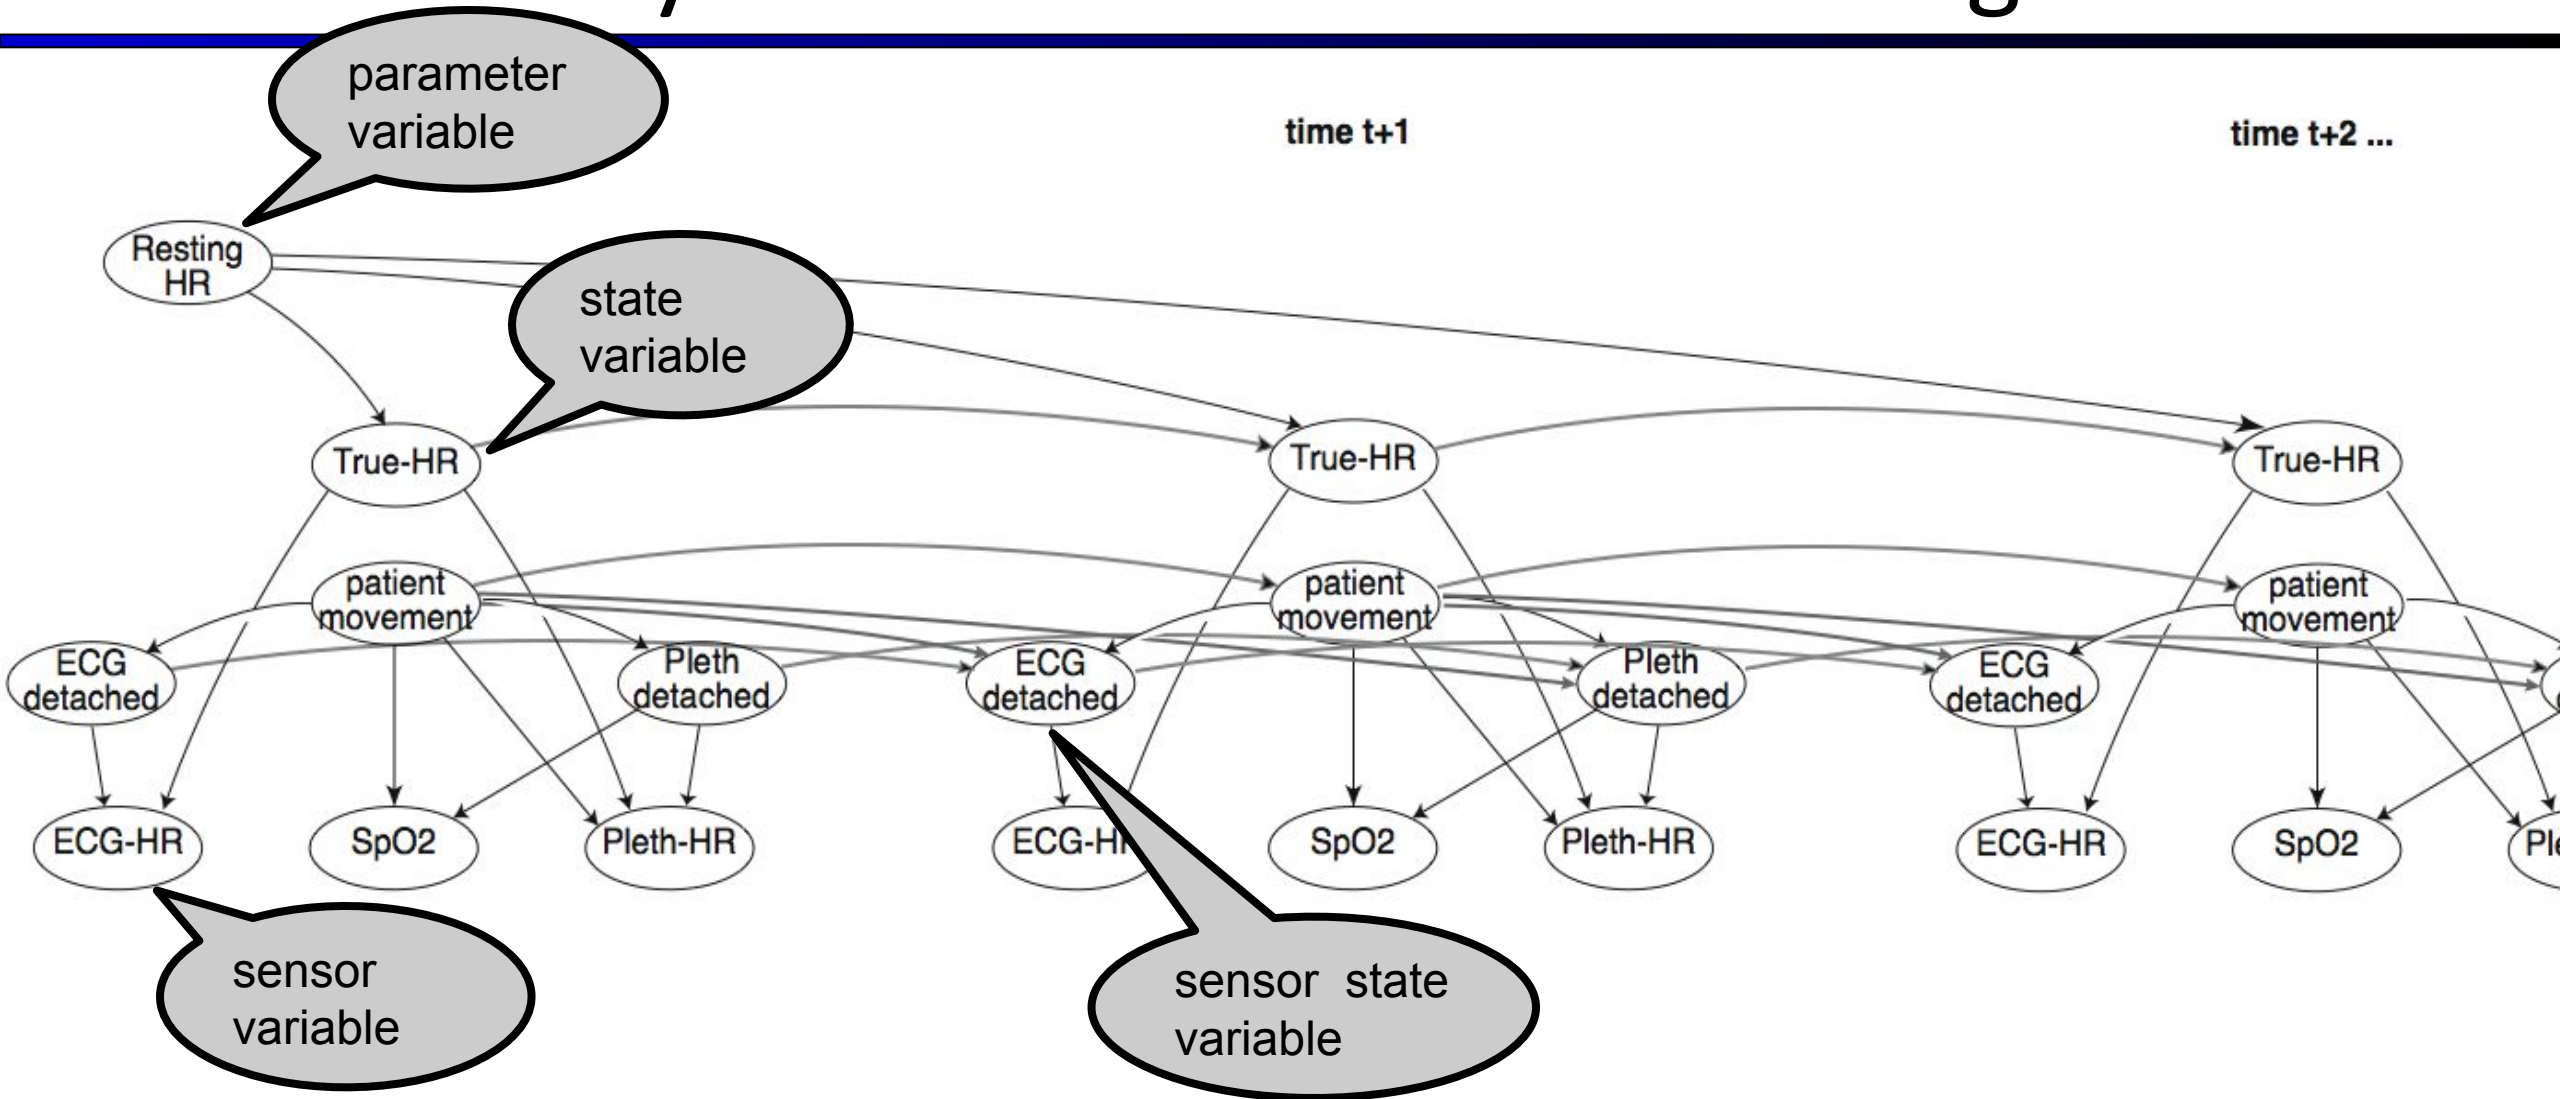 parameter
variable
time t+1
time t+2 ...
Resting
HR
state
variable
True-HR
True-HR
True-HR
patient
movement
patient
movement
patient
movement
ECG
detached
Pleth
detached
ECG
detached
Pleth
detached
ECG
detached
ECG-HR
SpO2
Pleth-HR
SpO2
Pleth-HR
ECG-HR
SpO2
sensor
variable
sensor state
variable